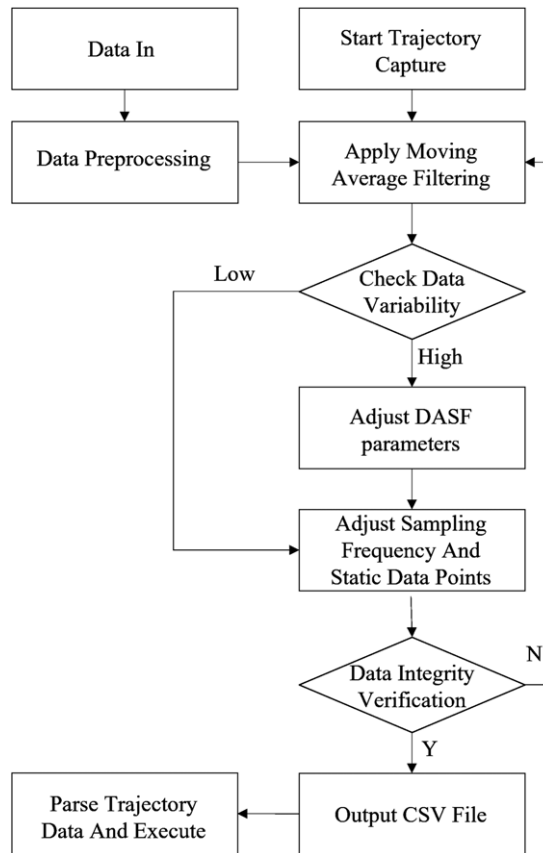 Data In
Start Trajectory
Capture
Data Preprocessing
Apply Moving
Average Filtering
Low
Check Data
Variability
High
Adjust DASF
parameters
Adjust Sampling
Frequency And
Static Data Points
Data Integrity
Verification
N
Y
Parse Trajectory
Data And Execute
Output CSV File